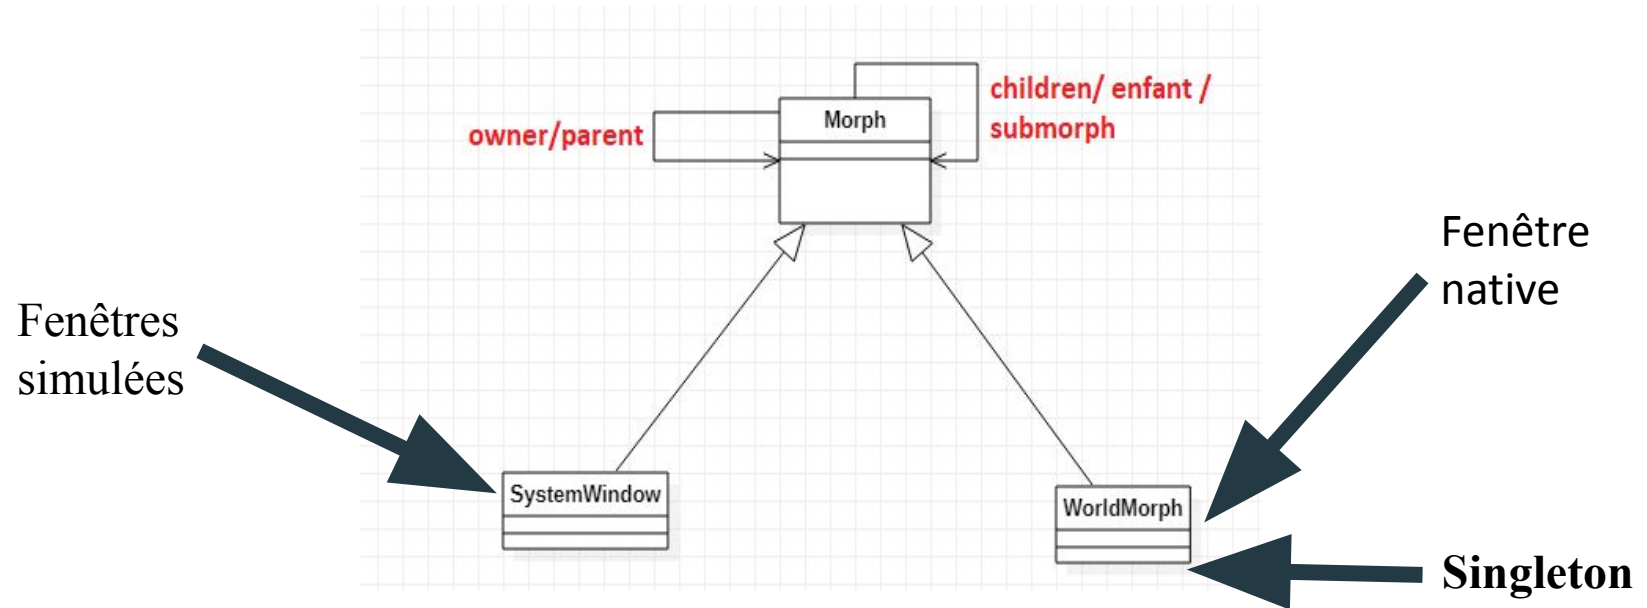 children/ enfant /
submorph
Morph
owner/parent
Fenêtre
native
Fenêtres
simulées
SystemWindow
WorldMorph
Singleton